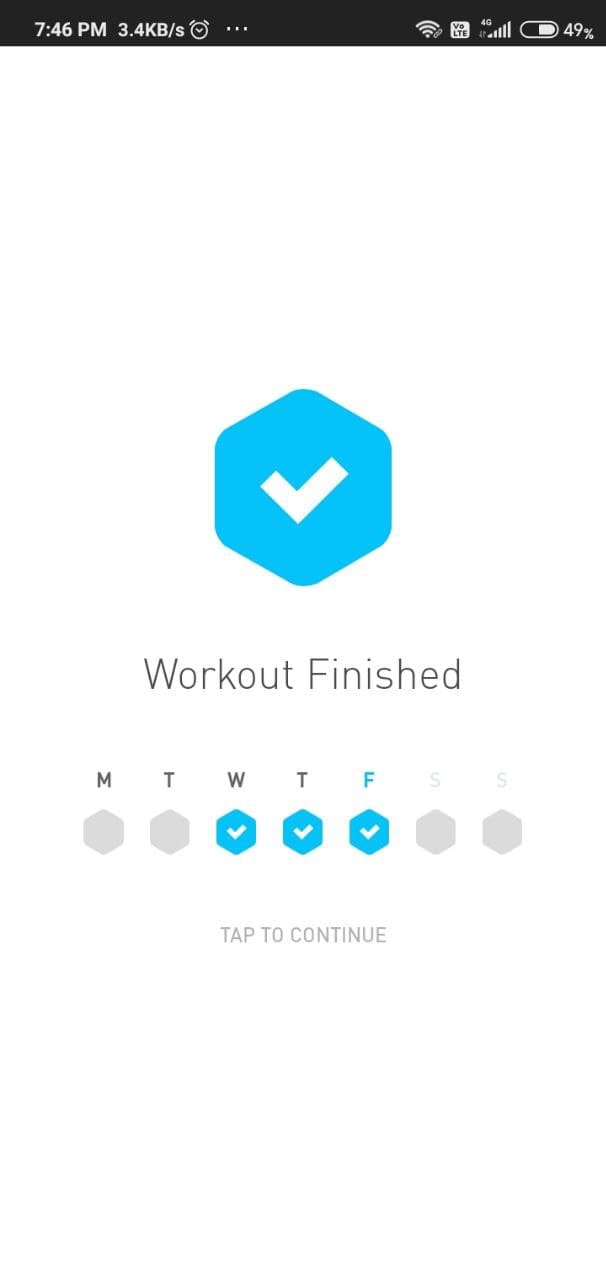 7:46 PM 3.4KB/s ... Vo LTE 4G 49%
Workout Finished
M T W T F S S
TAP TO CONTINUE